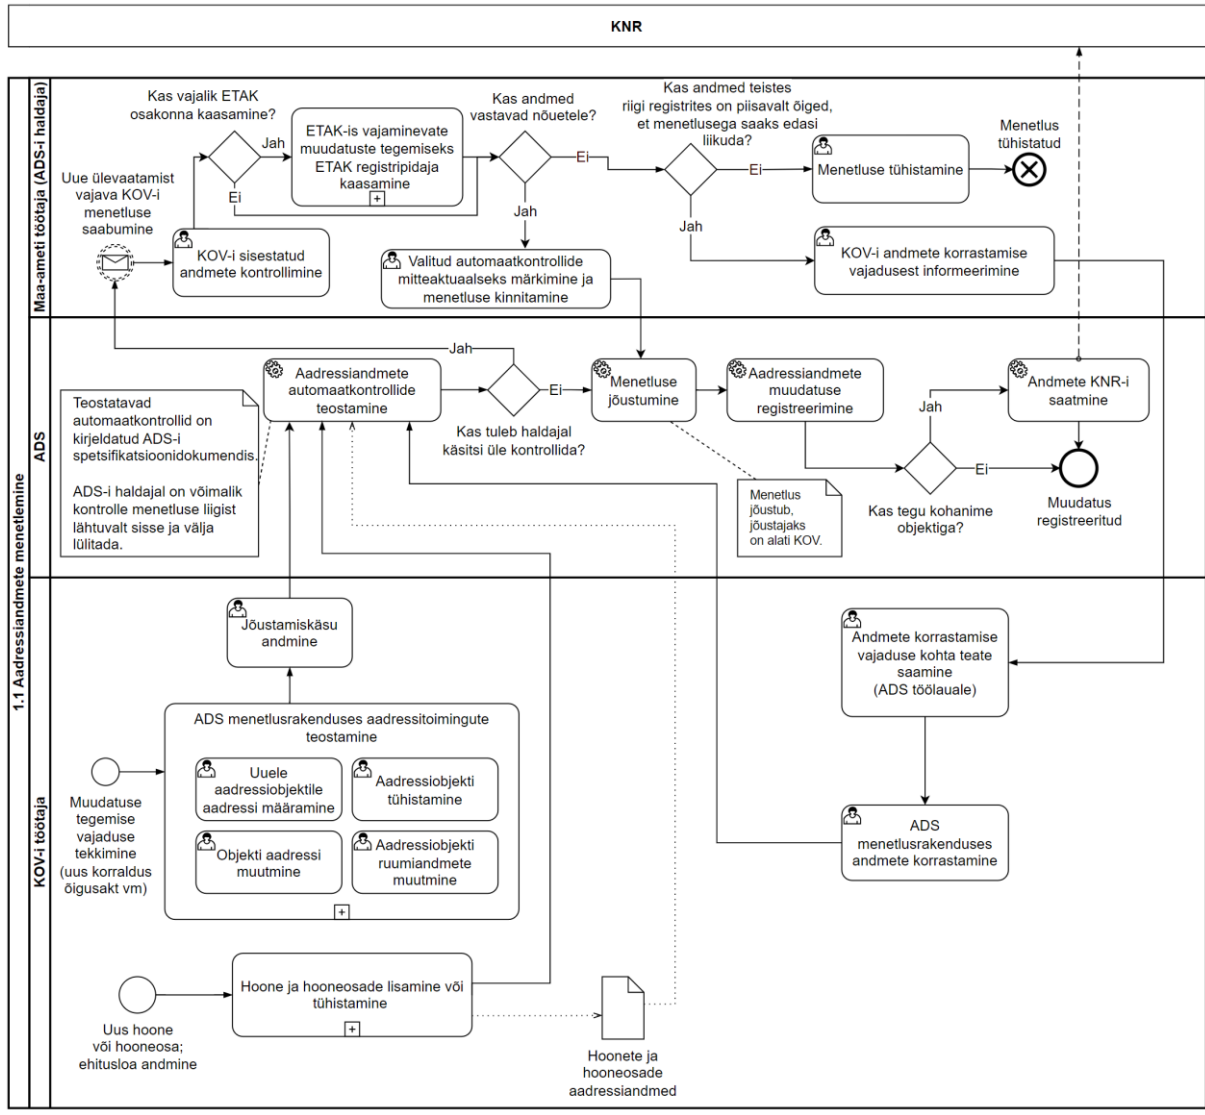 KNR
1.1 Aadressiandmete menetlemine
Maa-ameti töötaja (ADS-i haldaja)
Kas vajalik ETAK
osakonna kaasamine?
Jah
Ei
ETAK-is vajaminevate
muudatuste tegemiseks
ETAK registripidaja
kaasamine
Kas andmed
vastavad nõuetele?
Ei
Jah
Kas andmed teistes
riigi registrites on piisavalt õiged,
et menetlusega saaks edasi
liikuda?
Ei
Jah
Menetluse tühistamine
Menetlus
tühistatud
Uue ülevaatamist
vajava KOV-i
menetluse
saabumine
KOV-i sisestatud
andmete kontrollimine
Valitud automaatkontrollide
mitteaktuaalseks märkimine ja
menetluse kinnitamine
KOV-i andmete korrastamise
vajadusest informeerimine
ADS
Jah
Aadressiandmete
automaatkontrollide
teostamine
Ei
Kas tuleb haldajal
käsitsi üle kontrollida?
Menetluse
jõustumine
Aadressiandmete
muudatuse
registreerimine
Jah
Ei
Kas tegu kohanime
objektiga?
Andmete KNR-i
saatmine
Muudatus
registreeritud
Teostatavad
automaatkontrollid on
kirjeldatud ADS-i
spetsifikatsioonidokumendis.
ADS-i haldajal on võimalik
kontrolle menetluse liigist
lähtuvalt sisse ja välja
lülitada.
Menetlus
jõustub,
jõustajaks
on alati KOV.
KOV-i töötaja
Jõustamiskäsu
andmine
ADS menetlusrakenduses aadressitoimingute
teostamine
Uuele
aadressiobjektile
aadressi määramine
Aadressiobjekti
tühistamine
Objekti aadressi
muutmine
Aadressiobjekti
ruumiandmete
muutmine
Muudatuse
tegemise
vajaduse
tekkimine
(uus korraldus
õigusakt vm)
Andmete korrastamise
vajaduse kohta teate
saamine
(ADS töölauale)
ADS
menetlusrakenduses
andmete korrastamine
Hoone ja hooneosade lisamine või
tühistamine
Uus hoone
või hooneosa;
ehitusloa andmine
Hoonete ja
hooneosade
aadressiandmed